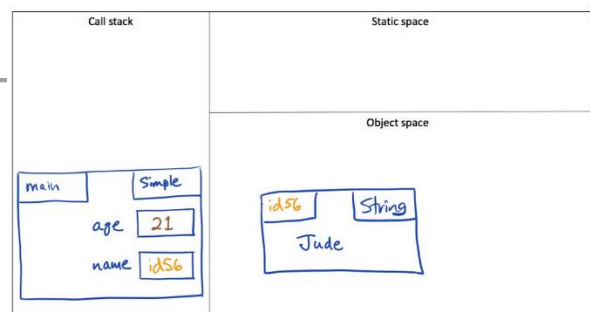 Call stack
Static space
Object space
main
Simple
age 21
name id56
id56
String
Jude